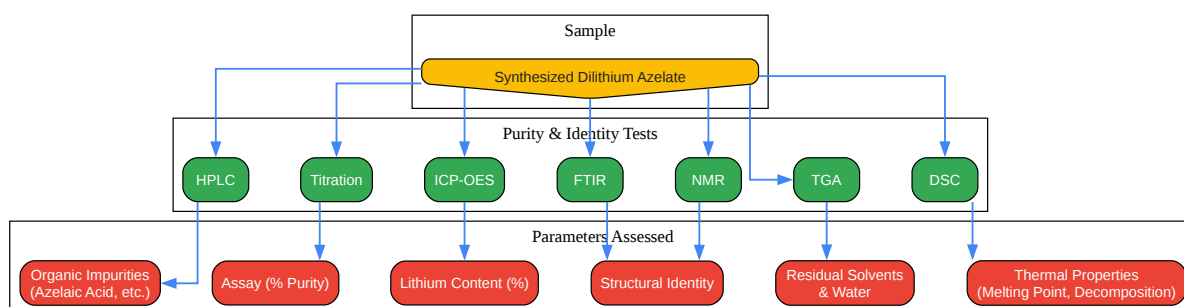 Sample
Synthesized Dilithium Azelate
Purity & Identity Tests
HPLC
Titration
ICP-OES
FTIR
NMR
TGA
DSC
Parameters Assessed
Organic Impurities
(Azelaic Acid, etc.)
Assay (% Purity)
Lithium Content (%)
Structural Identity
Residual Solvents
& Water
Thermal Properties
(Melting Point, Decomposition)